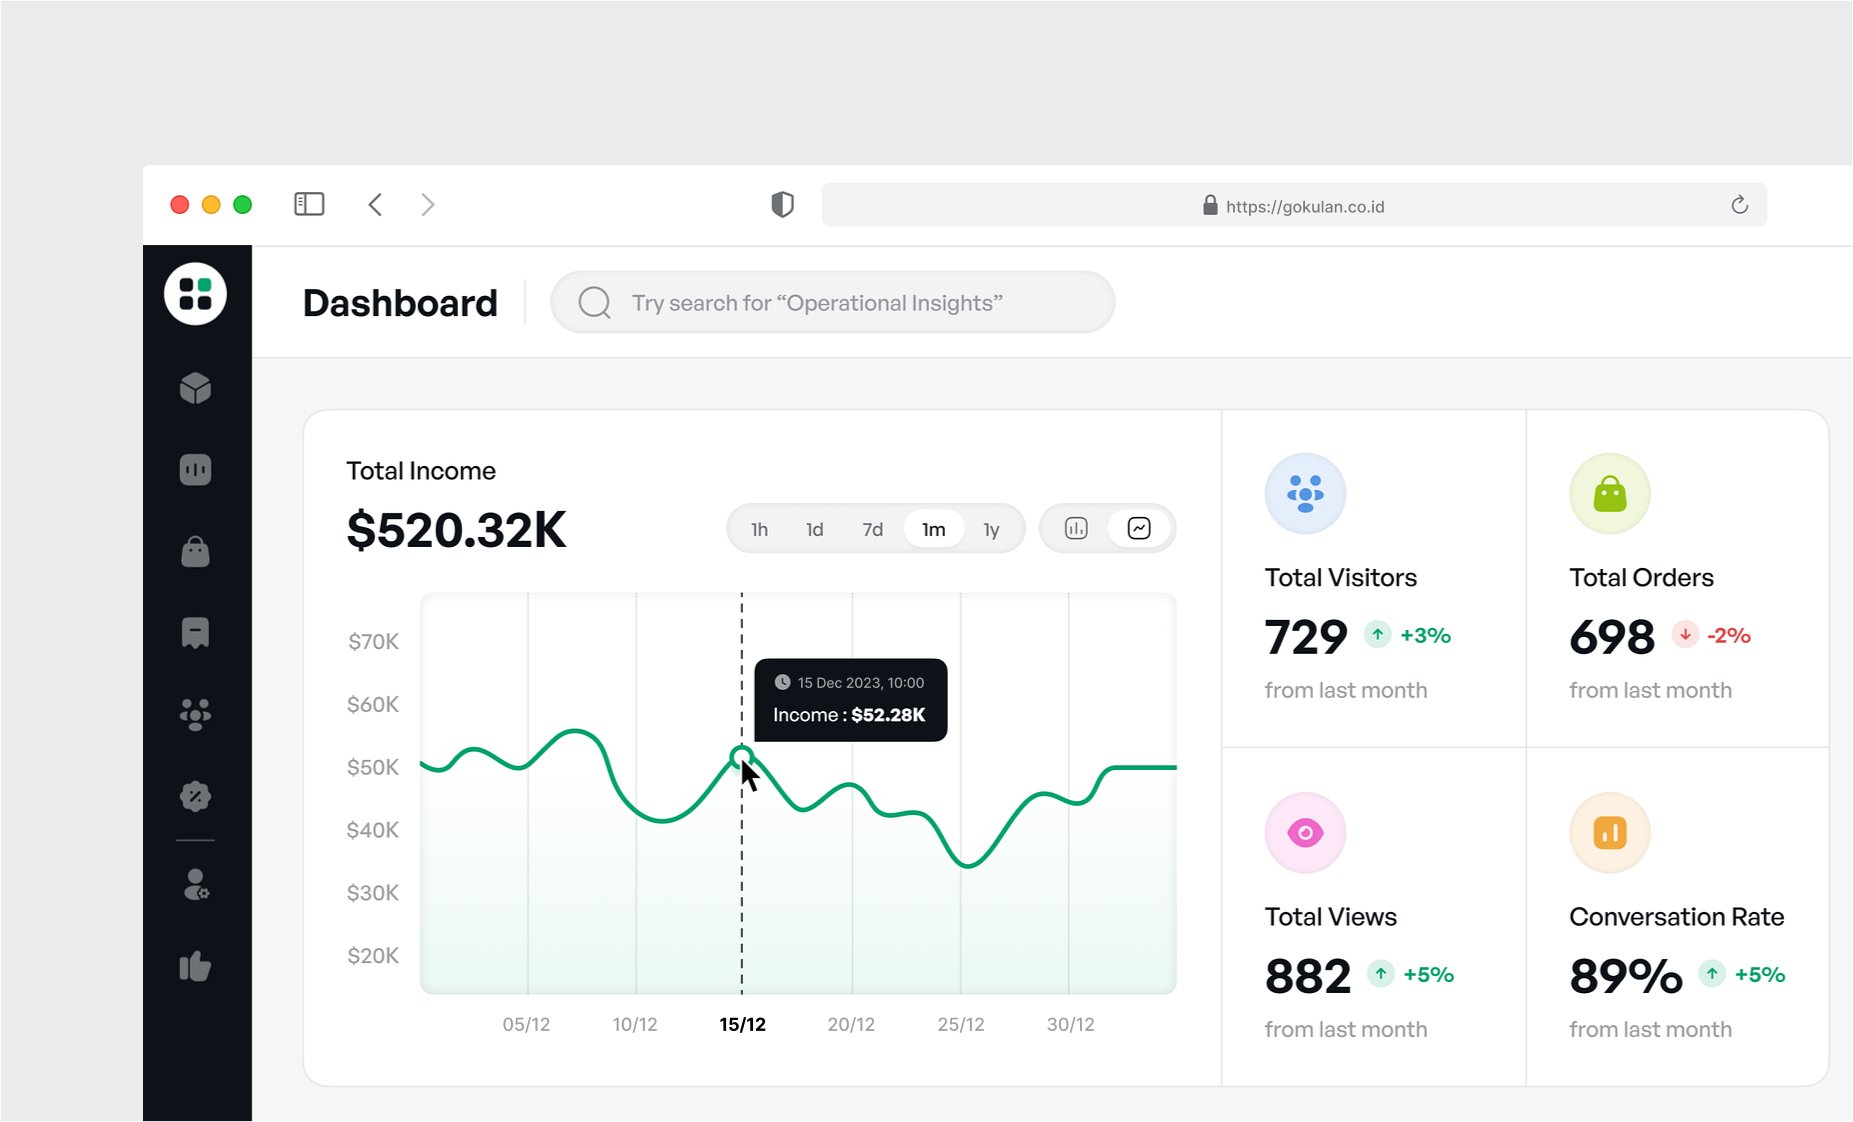 https://gokulan.co.id
Dashboard
Try search for “Operational Insights”
Total Income
$520.32K
1h 1d 7d 1m 1y
$70K
$60K
$50K
$40K
$30K
$20K
15 Dec 2023, 10:00
Income : $52.28K
05/12 10/12 15/12 20/12 25/12 30/12
Total Visitors
729 +3%
from last month
Total Orders
698 -2%
from last month
Total Views
882 +5%
from last month
Conversation Rate
89% +5%
from last month